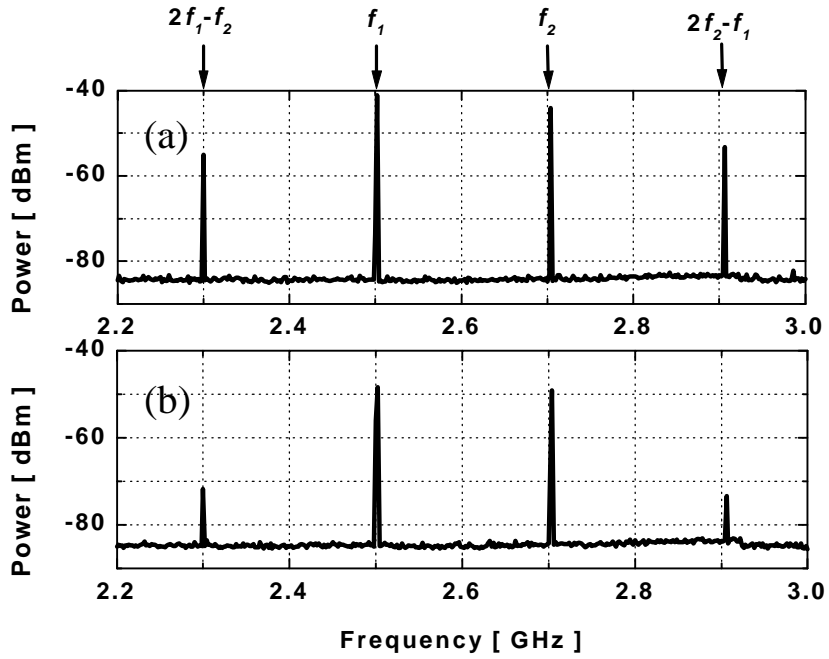 2f1-f2 f1 f2 2f2-f1
-40
(a)
-60
-80
Power [ dBm ]
2.2 2.4 2.6 2.8 3.0
-40
(b)
-60
-80
Power [ dBm ]
2.2 2.4 2.6 2.8 3.0
Frequency [ GHz ]